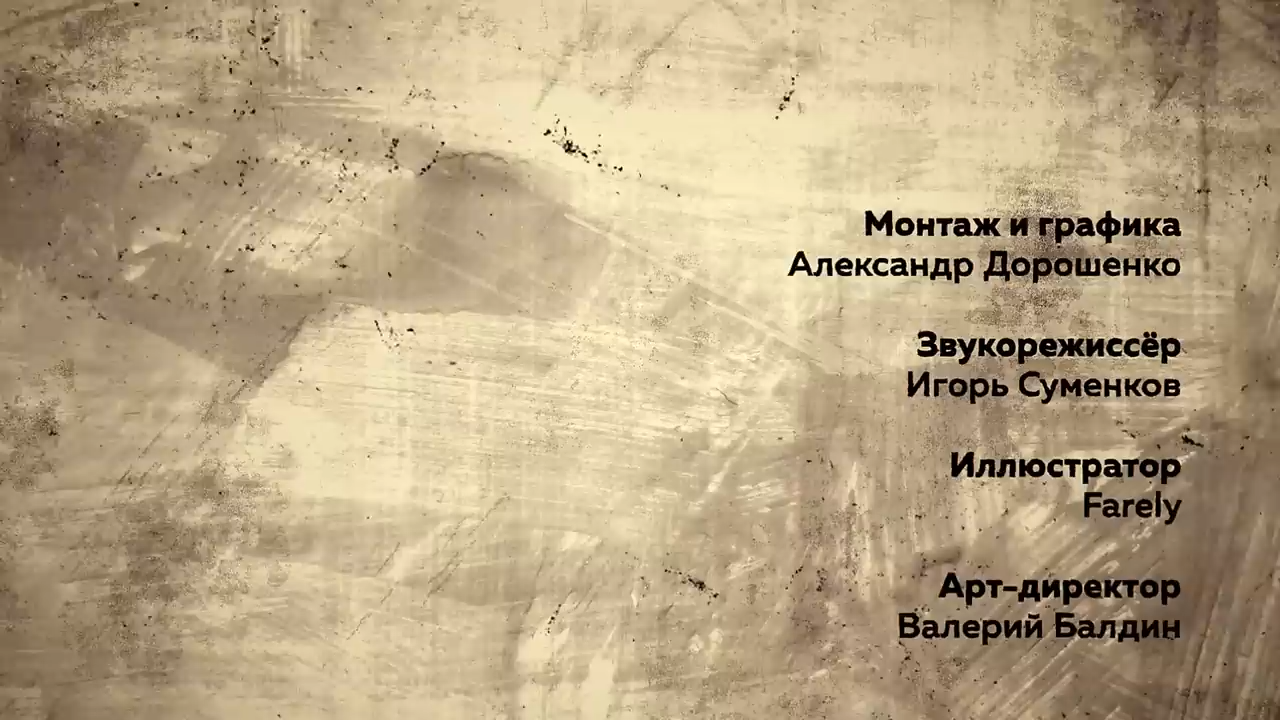 Монтаж и графика
Александр Дорошенко
Звукорежиссёр
Игорь Суменков
Иллюстратор
Farely
Арт-директор
Валерий Балдин